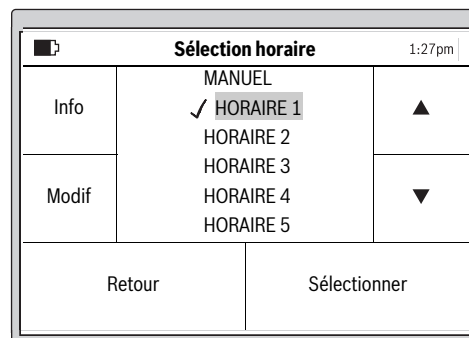 Sélection horaire 1:27pm
Info
MANUEL
✓ HORAIRE 1
HORAIRE 2
HORAIRE 3
Modif
HORAIRE 4
HORAIRE 5
Retour Sélectionner